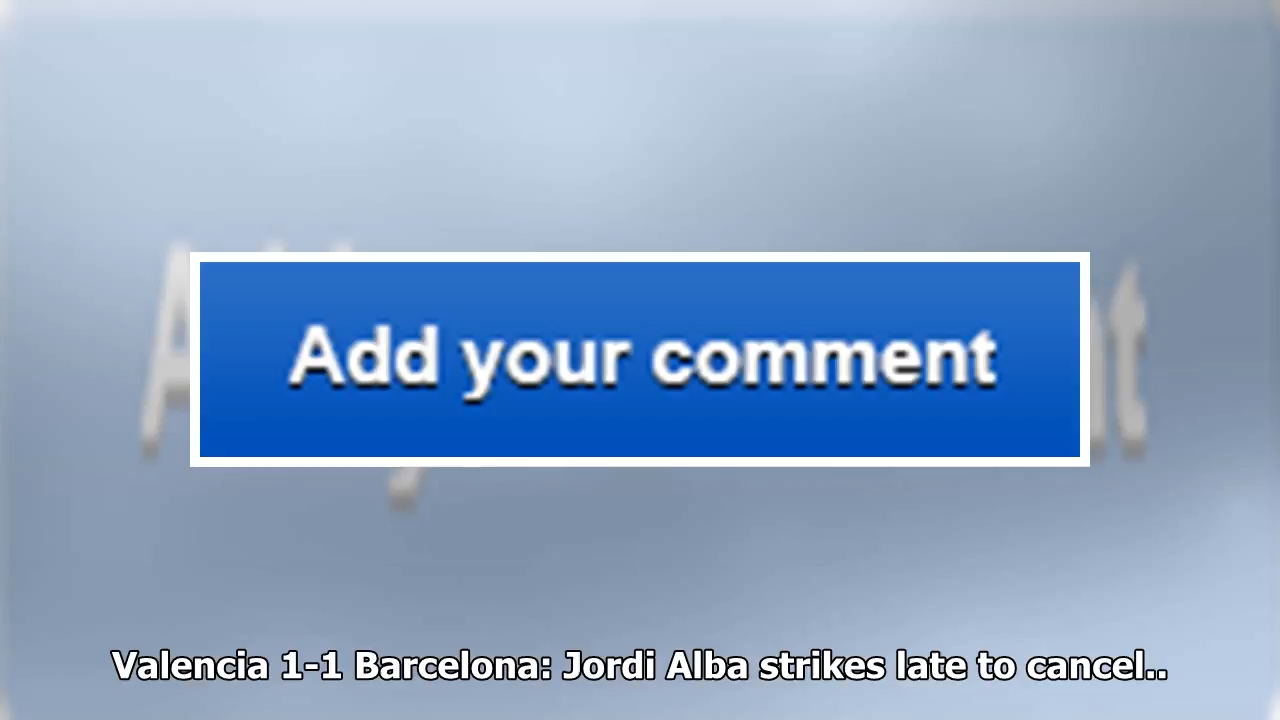 Add your comment
Valencia 1-1 Barcelona: Jordi Alba strikes late to cancel..